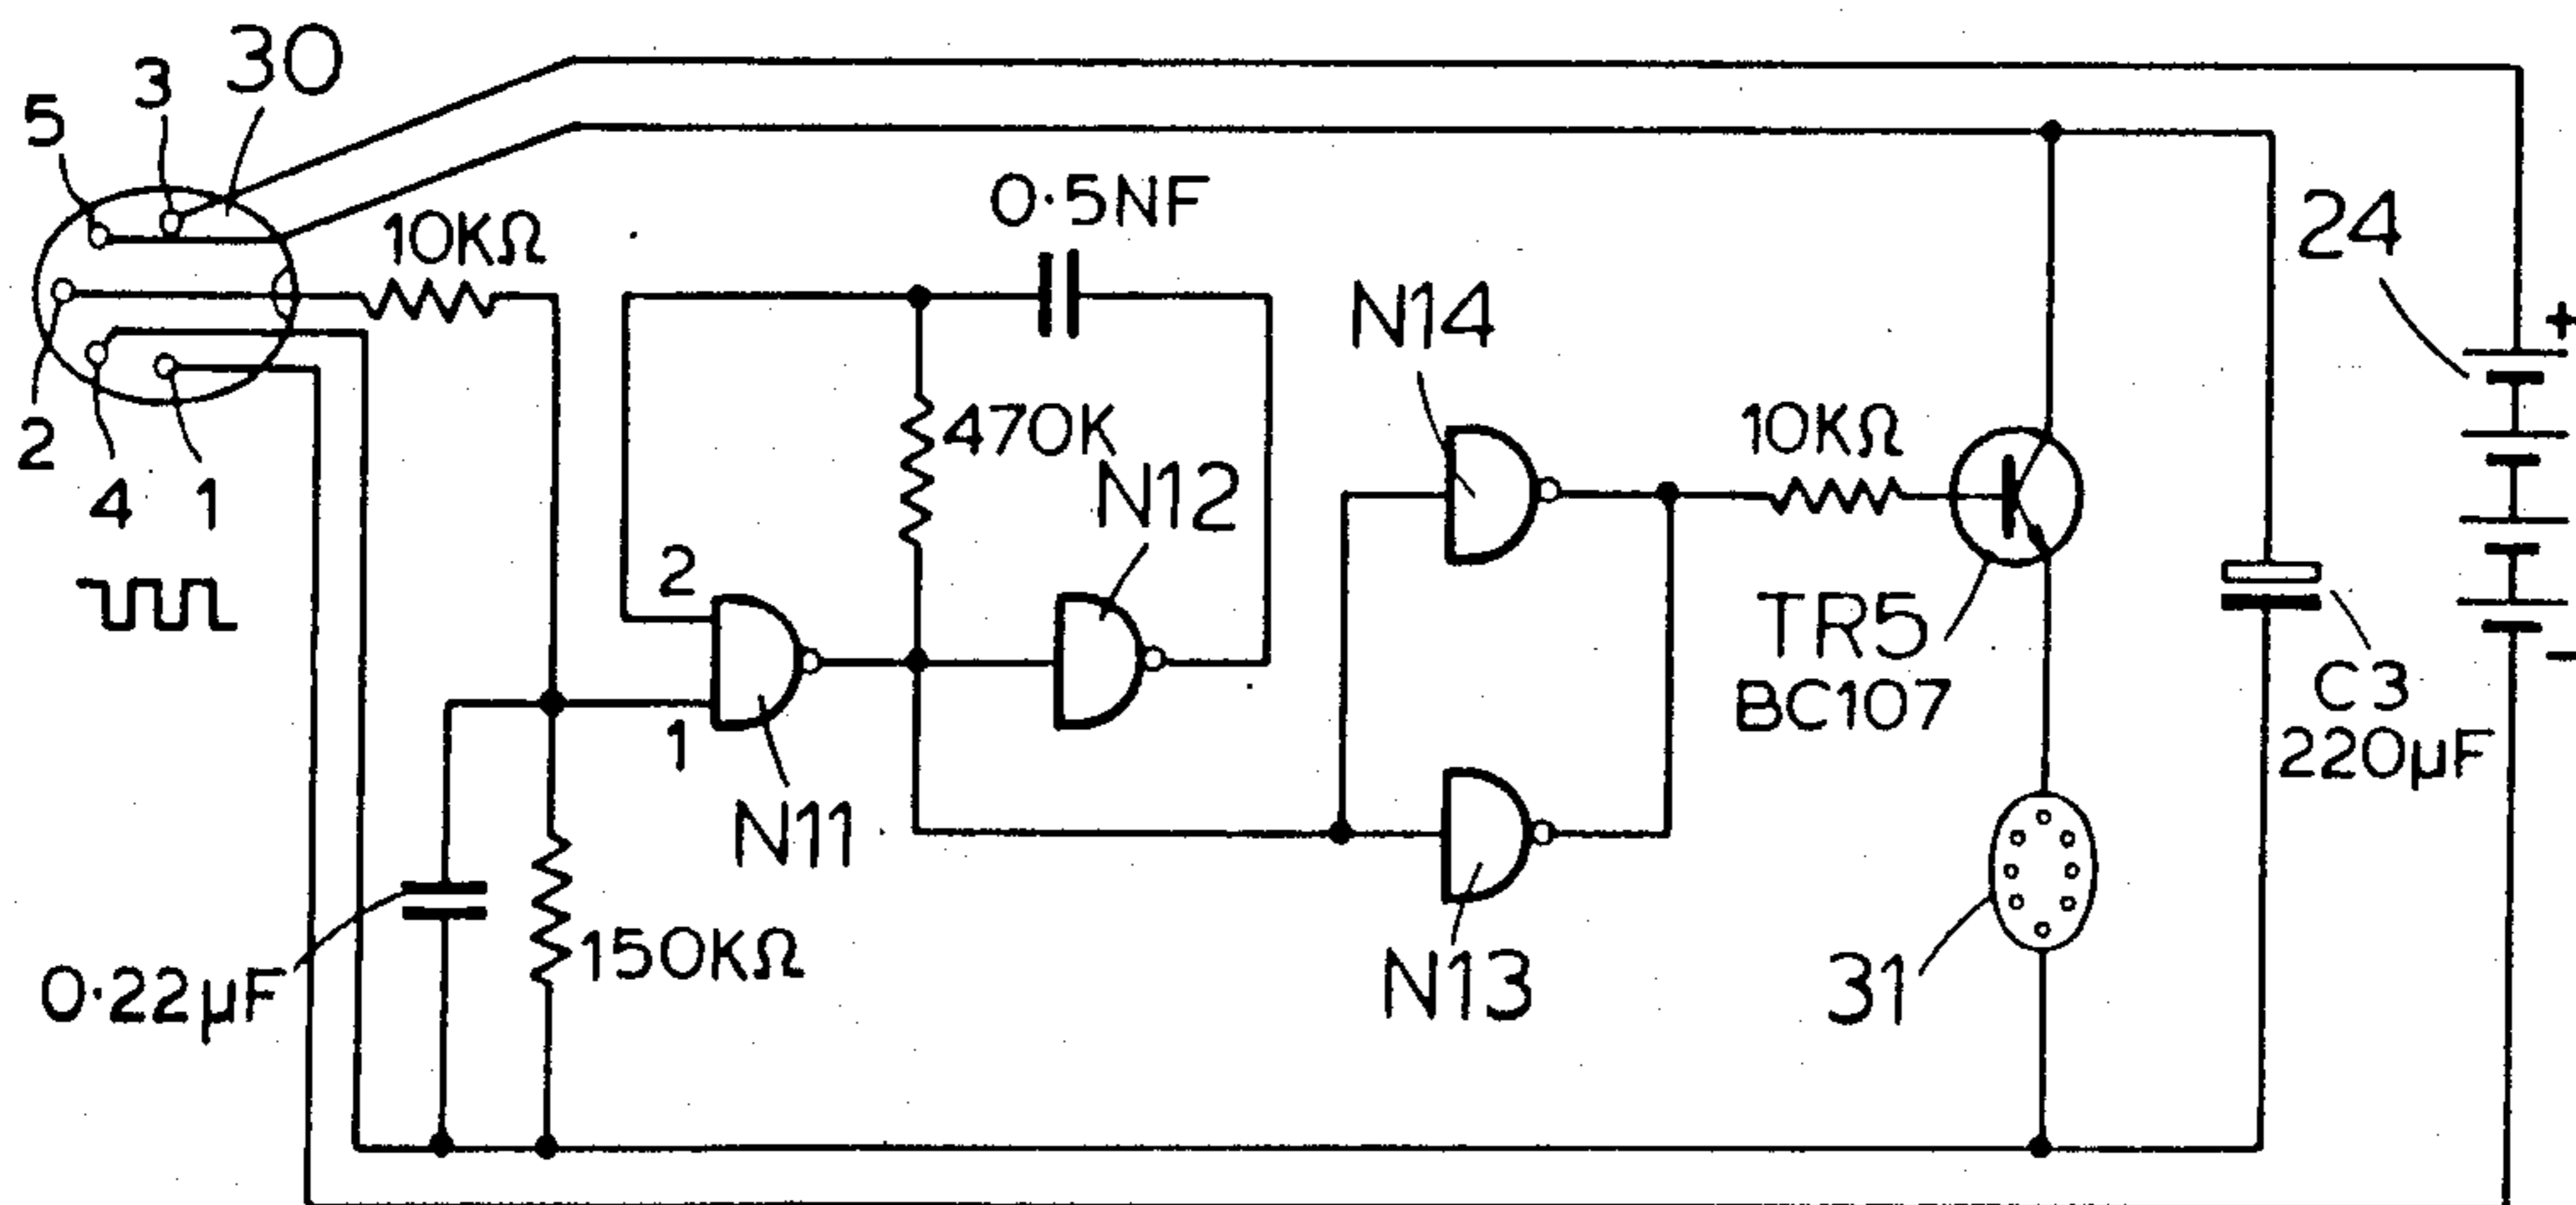 30
3
5
10KΩ
0·5NF
24
+
N14
2
4
1
470K
N12
10KΩ
2
TR5
BC107
C3
220µF
-
1
N11
0·22µF
150KΩ
N13
31